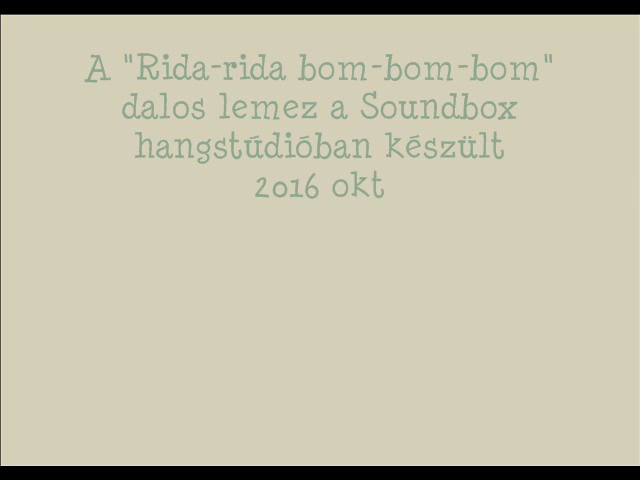 A "Rida-rida bom-bom-bom"
dalos lemez a Soundbox
hangstúdióban készült
2016 okt